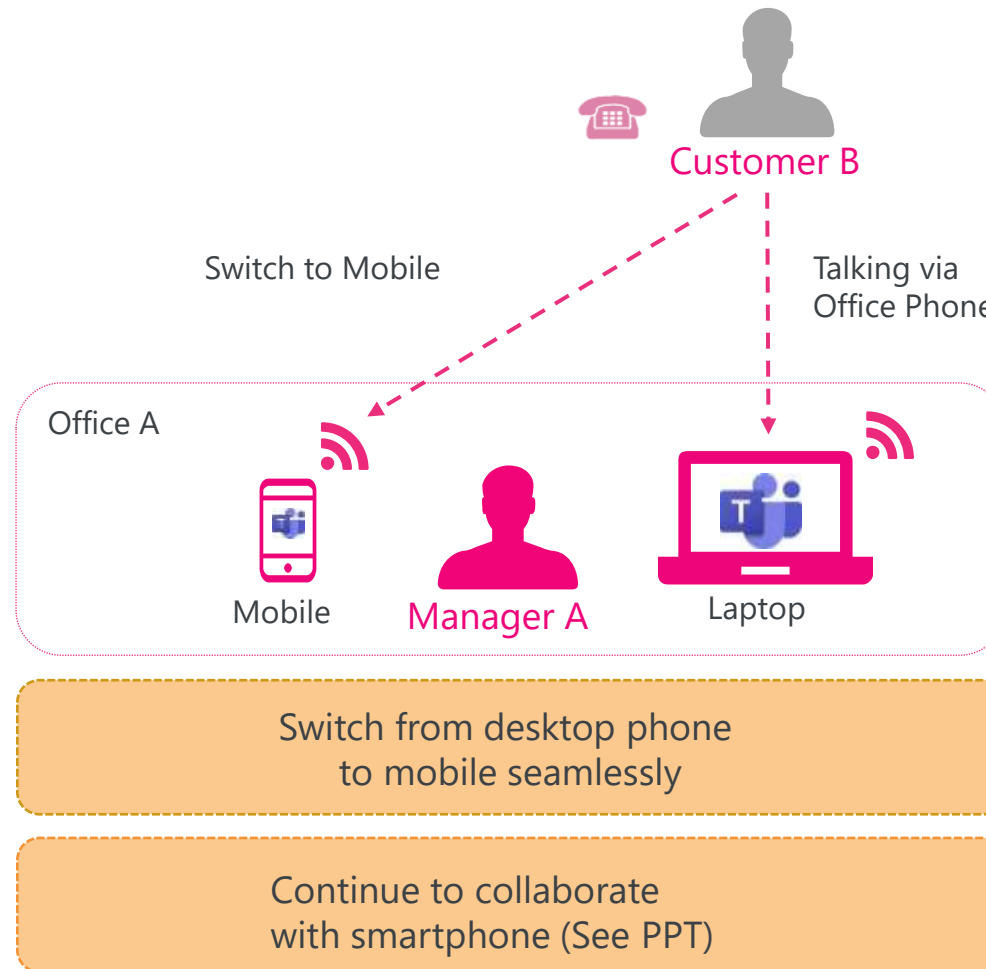 Customer B
Switch to Mobile
Talking via
Office Phone
Office A
T
Mobile
Manager A
Laptop
Switch from desktop phone
to mobile seamlessly
Continue to collaborate
with smartphone (See PPT)